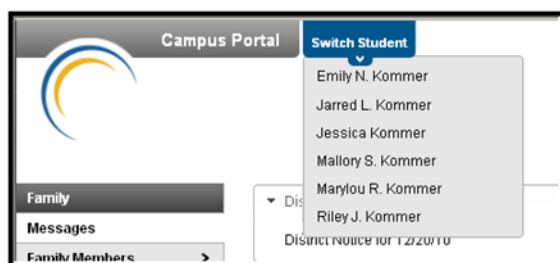 Campus Portal
Switch Student
Emily N. Kommer
Jarred L. Kommer
Jessica Kommer
Mallory S. Kommer
Marylou R. Kommer
Riley J. Kommer
Family
Messages
Family Members >
Dis
District Notice for 12/20/10